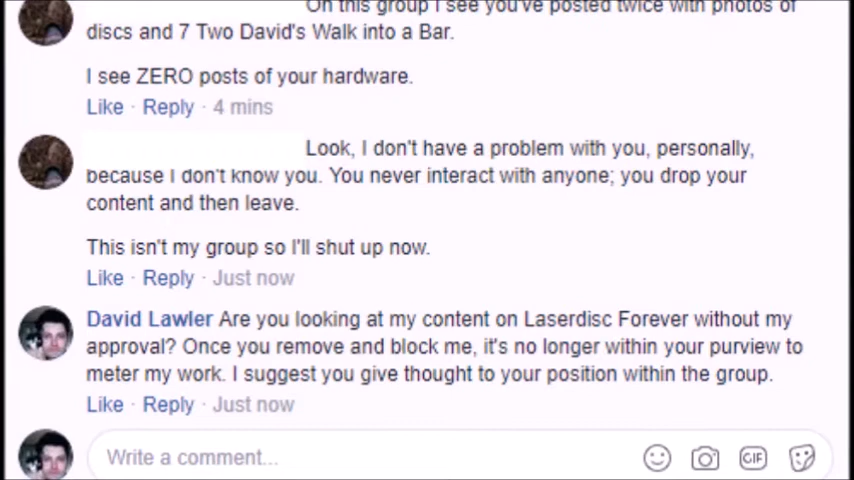 On this group I see you've posted twice with photos of
discs and 7 Two David's Walk into a Bar.
I see ZERO posts of your hardware.
Like · Reply · 4 mins
Look, I don't have a problem with you, personally,
because I don't know you. You never interact with anyone; you drop your
content and then leave.
This isn't my group so I'll shut up now.
Like · Reply · Just now
David Lawler Are you looking at my content on Laserdisc Forever without my
approval? Once you remove and block me, it's no longer within your purview to
meter my work. I suggest you give thought to your position within the group.
Like · Reply · Just now
Write a comment...
GIF